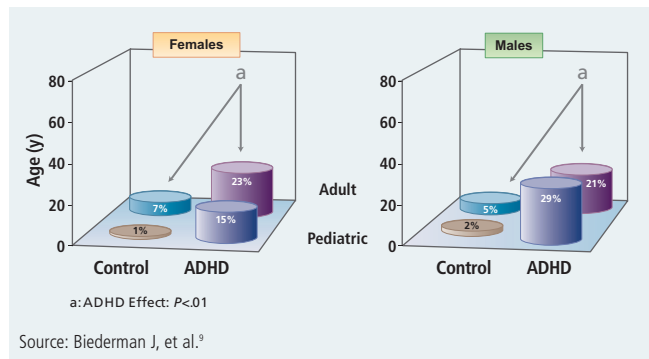 Females
Males
a
a
80
60
40
20
0
Age (y)
80
60
40
20
0
23%
7%
15%
1%
21%
29%
5%
2%
Adult
Pediatric
Control ADHD
Control ADHD
a: ADHD Effect: P<.01
Source: Biederman J, et al.⁹